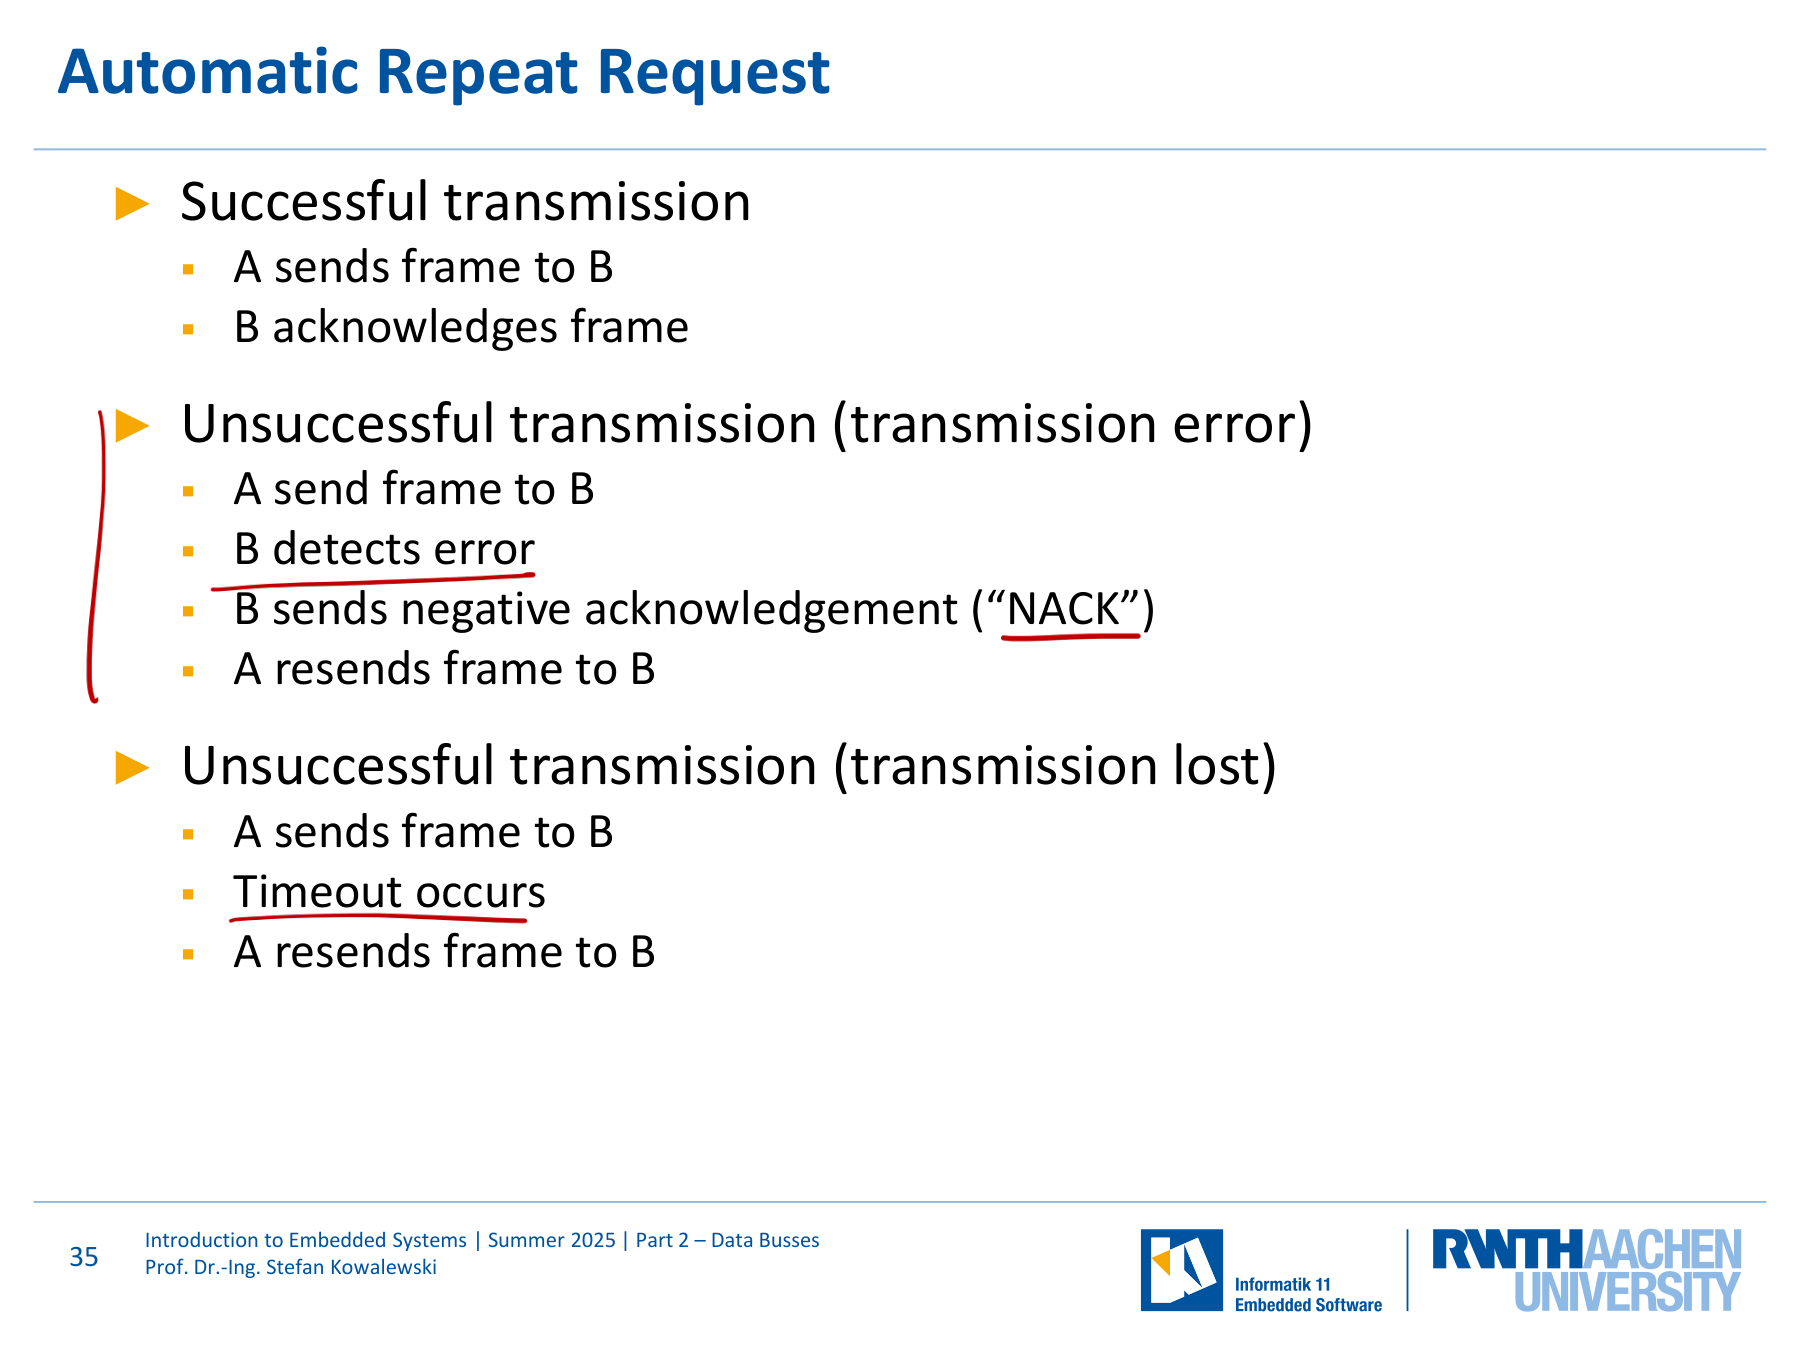 Automatic Repeat Request
► Successful transmission
▪ A sends frame to B
▪ B acknowledges frame
► Unsuccessful transmission (transmission error)
▪ A send frame to B
▪ B detects error
▪ B sends negative acknowledgement (“NACK”)
▪ A resends frame to B
► Unsuccessful transmission (transmission lost)
▪ A sends frame to B
▪ Timeout occurs
▪ A resends frame to B
35
Introduction to Embedded Systems | Summer 2025 | Part 2 – Data Busses
Prof. Dr.-Ing. Stefan Kowalewski
Informatik 11
Embedded Software
RWTHAACHEN
UNIVERSITY